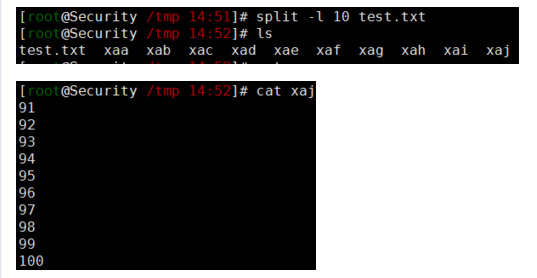 [root@Security /tmp 14:51]# split -l 10 test.txt
[root@Security /tmp 14:52]# ls
test.txt  xaa  xab  xac  xad  xae  xaf  xag  xah  xai  xaj
[root@Security /tmp 14:52]# cat xaj
91
92
93
94
95
96
97
98
99
100